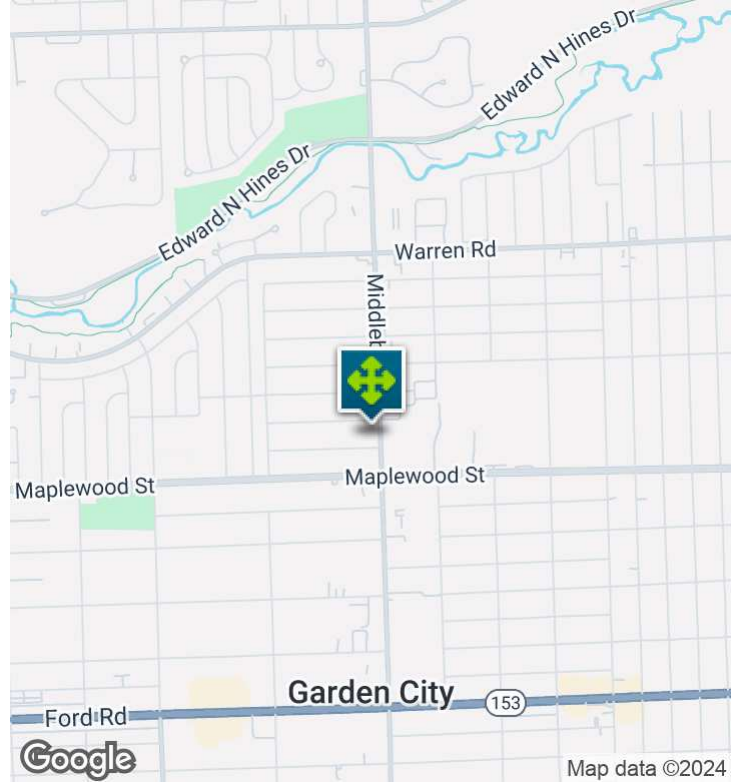 Edward N Hines Dr
Edward N Hines Dr
Warren Rd
Middleb
Maplewood St
Maplewood St
Garden City
153
Ford Rd
Google
Map data ©2024